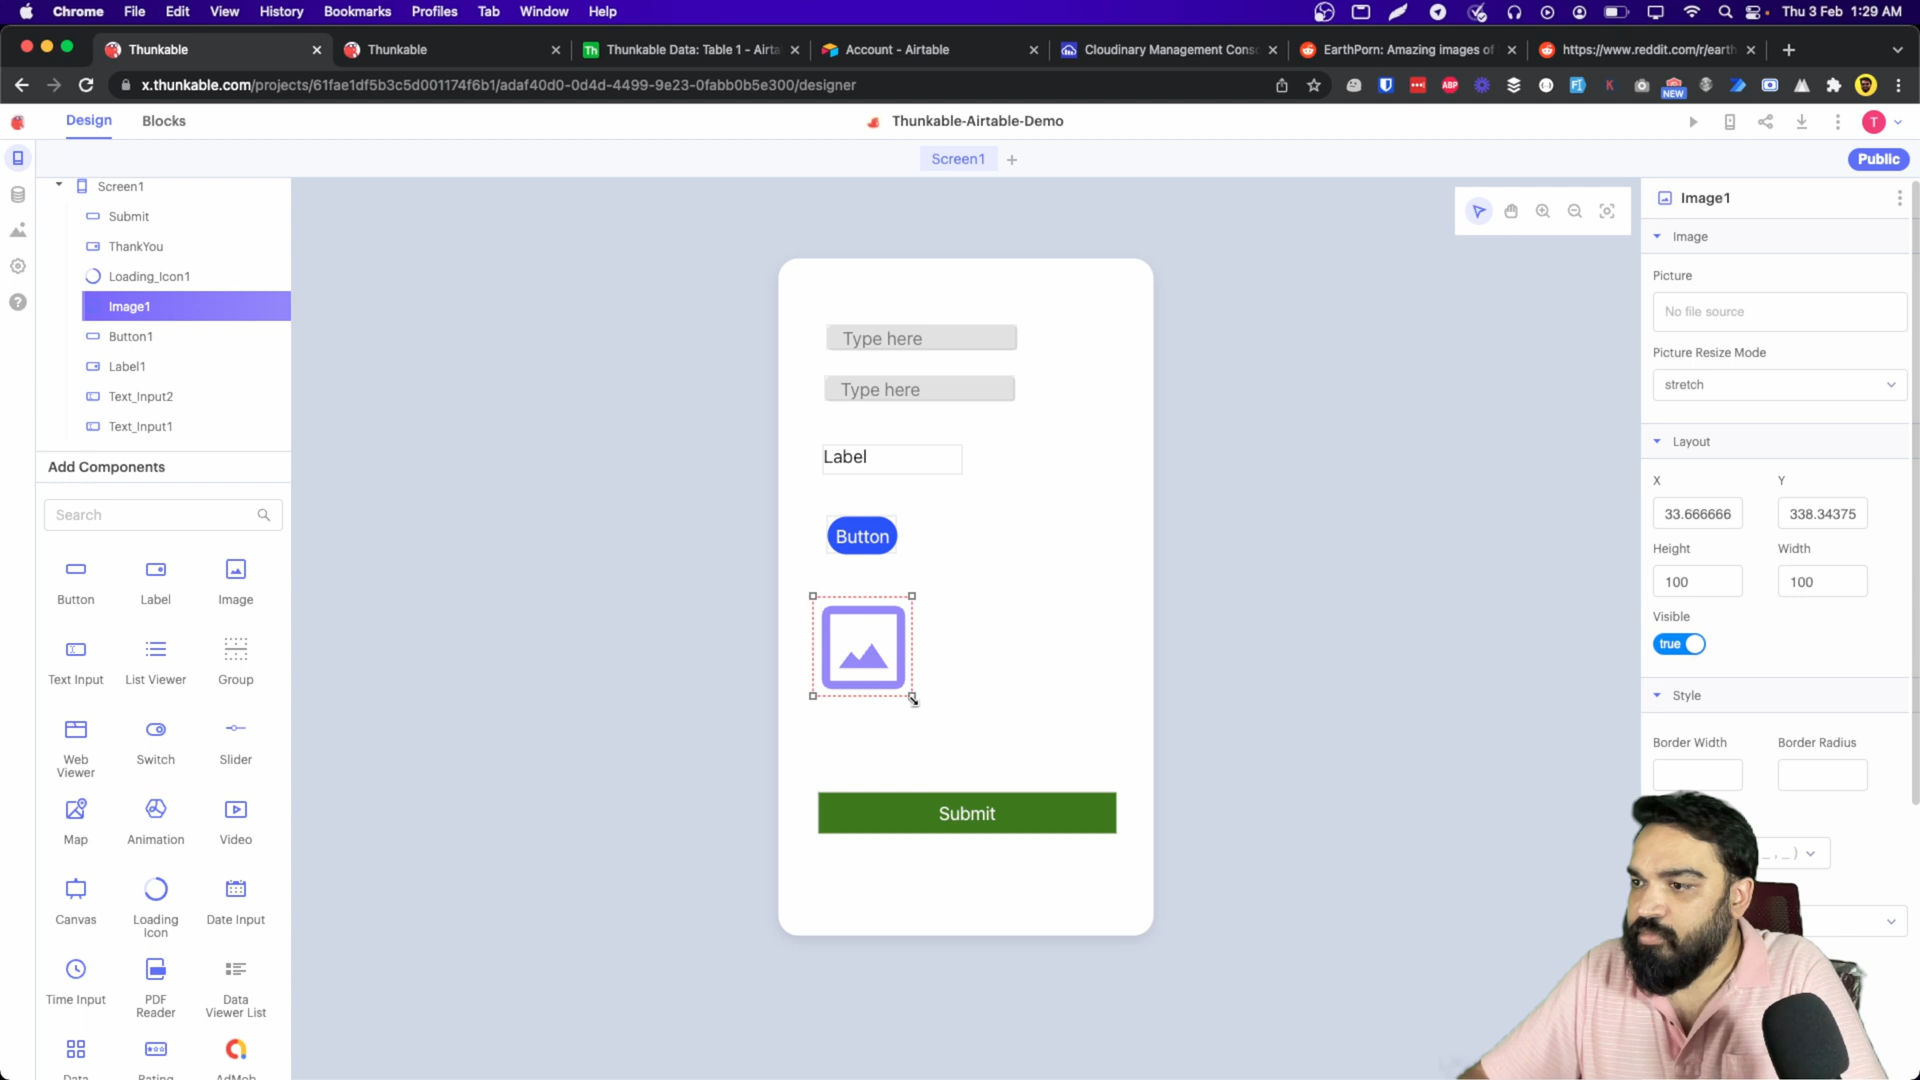 Chrome File Edit View History Bookmarks Profiles Tab Window Help Thu 3 Feb 1:29 AM
Thunkable Thunkable Thunkable Data: Table 1 - Airta Account - Airtable Cloudinary Management Conso EarthPorn: Amazing images of https://www.reddit.com/r/earth
x.thunkable.com/projects/61fae1df5b3c5d001174f6b1/adaf40d0-0d4d-4499-9e23-0fabb0b5e300/designer
ABP
NEW
Design Blocks Thunkable-Airtable-Demo T
Screen1 Public
Screen1
Submit
ThankYou
Loading_Icon1
Image1
Button1
Label1
Text_Input2
Text_Input1
Add Components
Search
Button Label Image
Text Input List Viewer Group
Web Viewer Switch Slider
Map Animation Video
Canvas Loading Icon Date Input
Time Input PDF Reader Data Viewer List
Data Rating AdMob
Type here
Type here
Label
Button
Submit
Image1
Image
Picture
No file source
Picture Resize Mode
stretch
Layout
X Y
33.666666 338.34375
Height Width
100 100
Visible
true
Style
Border Width Border Radius